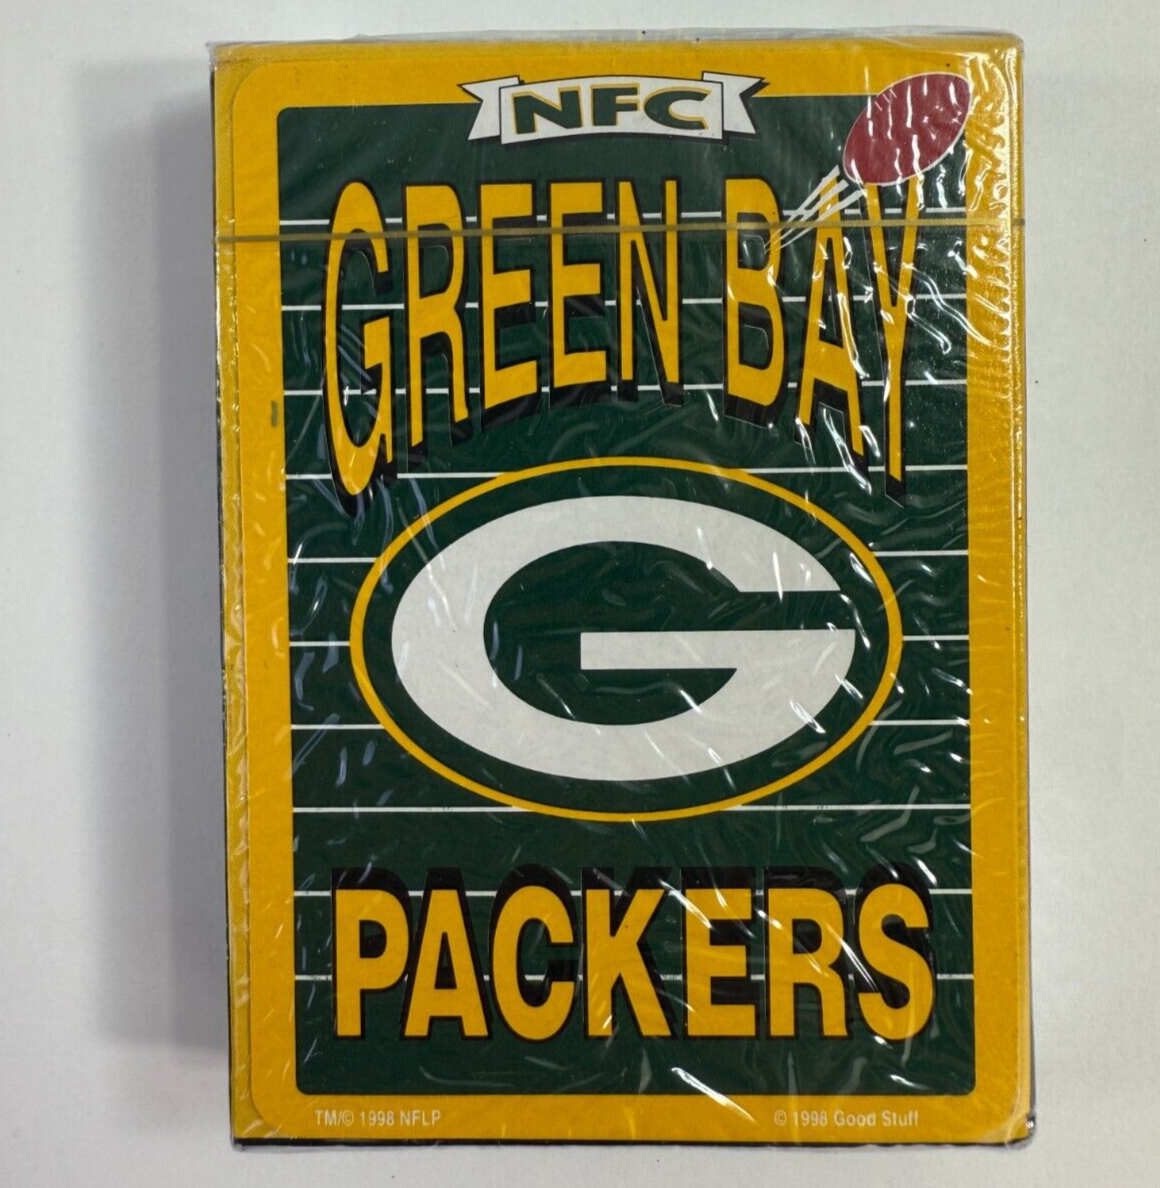 NFC
GREEN BAY
G
PACKERS
TM/© 1998 NFLP
© 1998 Good Stuff